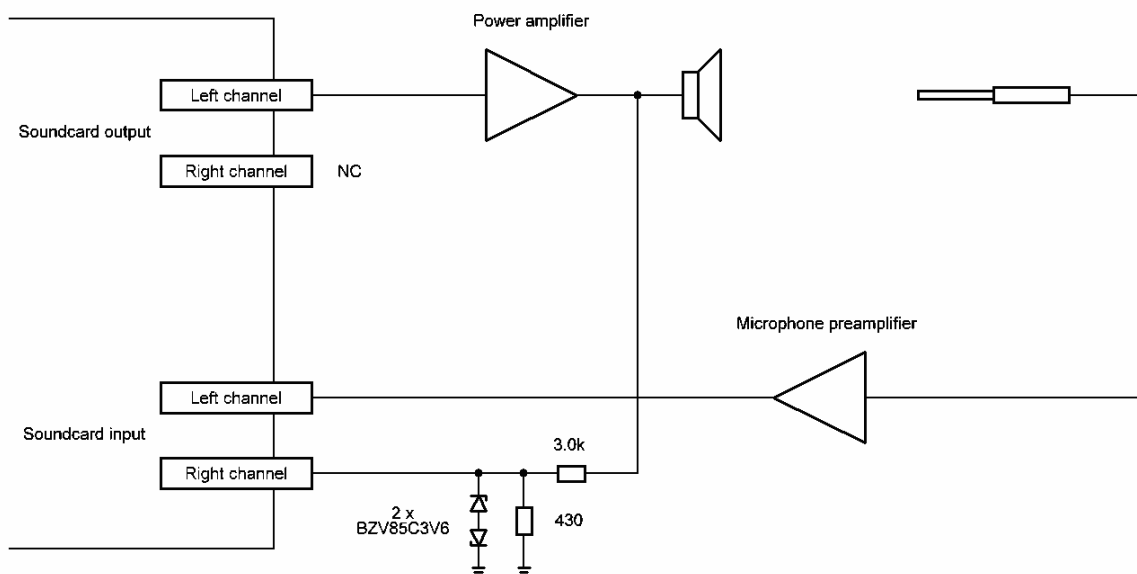 Power amplifier
Left channel
Soundcard output
Right channel
NC
Microphone preamplifier
Left channel
Soundcard input
3.0k
Right channel
2 x
BZV85C3V6
430